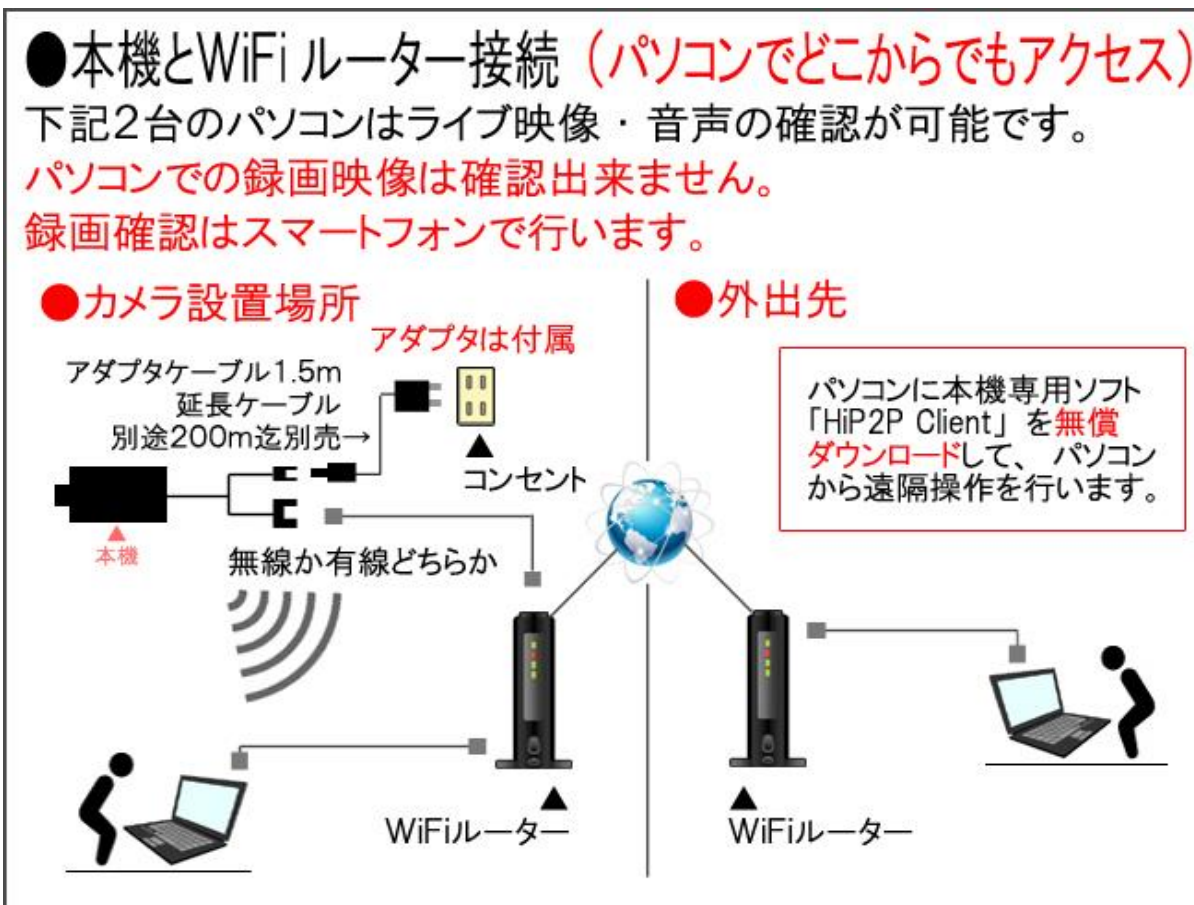 ●本機とWiFiルーター接続（パソコンでどこからでもアクセス）
下記2台のパソコンはライブ映像・音声の確認が可能です。
パソコンでの録画映像は確認出来ません。
録画確認はスマートフォンで行います。
●カメラ設置場所
アダプタは付属
アダプタケーブル1.5m
延長ケーブル
別途200m迄別売→
▲
コンセント
▲
本機
無線か有線どちらか
▲
WiFiルーター
●外出先
パソコンに本機専用ソフト
「HiP2P Client」を無償
ダウンロードして、パソコン
から遠隔操作を行います。
▲
WiFiルーター